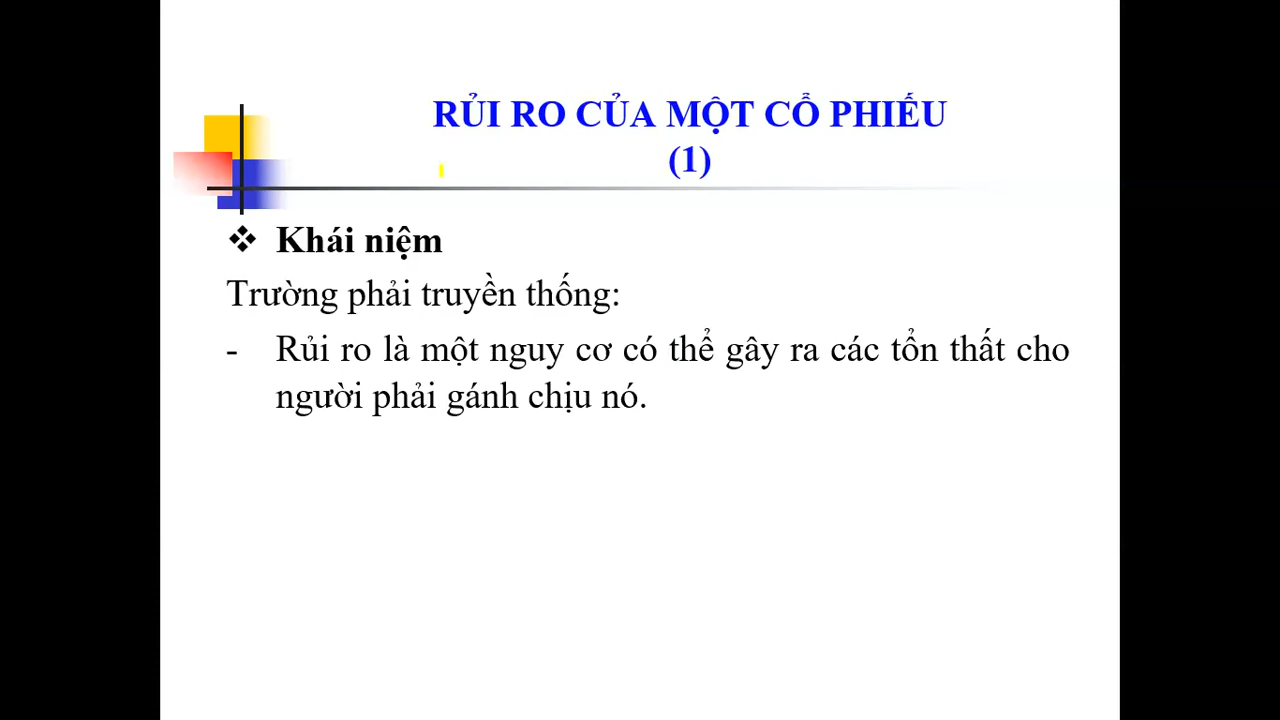 RỦI RO CỦA MỘT CỔ PHIẾU
(1)
❖ Khái niệm
Trường phải truyền thống:
- Rủi ro là một nguy cơ có thể gây ra các tổn thất cho
người phải gánh chịu nó.